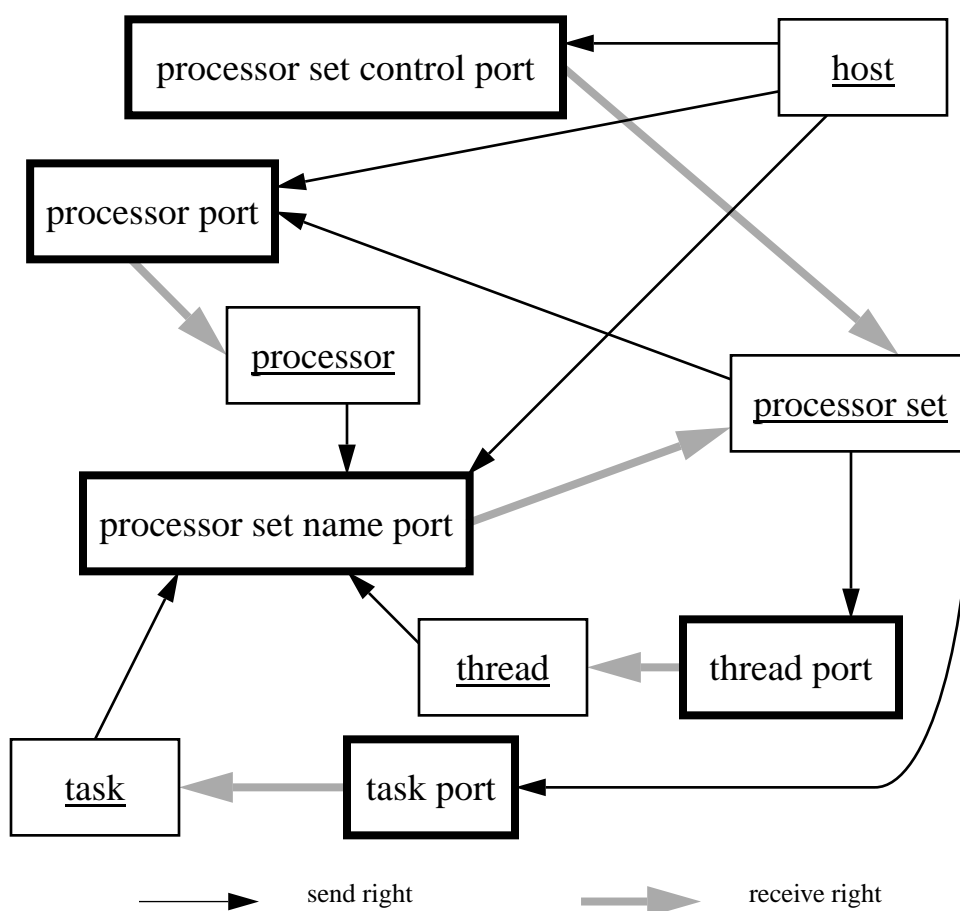 processor set control port
host
processor port
processor
processor set
processor set name port
thread
thread port
task
task port
send right
receive right